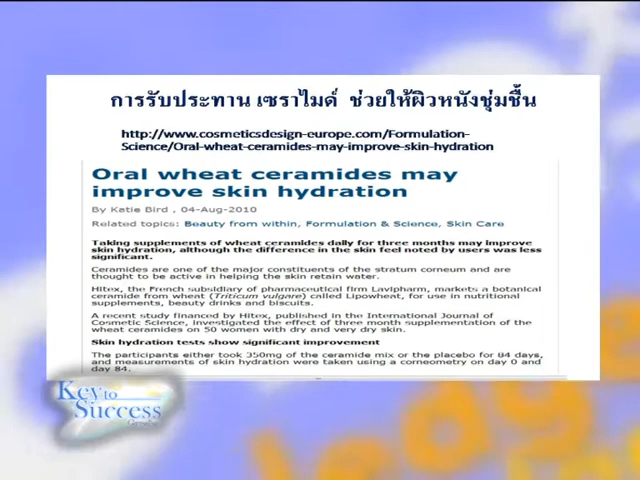 การรับประทาน เซราไมด์ ช่วยให้ผิวหนังชุ่มชื้น
http://www.cosmeticsdesign-europe.com/Formulation-
Science/Oral-wheat-ceramides-may-improve-skin-hydration
Oral wheat ceramides may
improve skin hydration
By Katie Bird , 04-Aug-2010
Related topics: Beauty from within, Formulation & Science, Skin Care
Taking supplements of wheat ceramides daily for three months may improve
skin hydration, although the difference in the skin feel noted by users was less
significant.
Ceramides are one of the major constituents of the stratum corneum and are
thought to be active in helping the skin retain water.
Hitex, the French subsidiary of pharmaceutical firm Lavipharm, markets a botanical
ceramide from wheat (Triticum vulgare) called Lipowheat, for use in nutritional
supplements, beauty drinks and biscuits.
A recent study financed by Hitex, published in the International Journal of
Cosmetic Science, investigated the effect of three month supplementation of the
wheat ceramides on 50 women with dry and very dry skin.
Skin hydration tests show significant improvement
The participants either took 350mg of the ceramide mix or the placebo for 84 days,
and measurements of skin hydration were taken using a corneometry on day 0 and
day 84.
Key to
Success